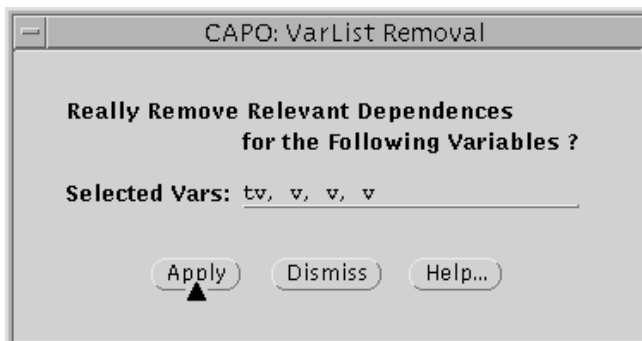 CAPO: VarList Removal
Really Remove Relevant Dependences
for the Following Variables ?
Selected Vars: tv, v, v, v
Apply Dismiss Help...